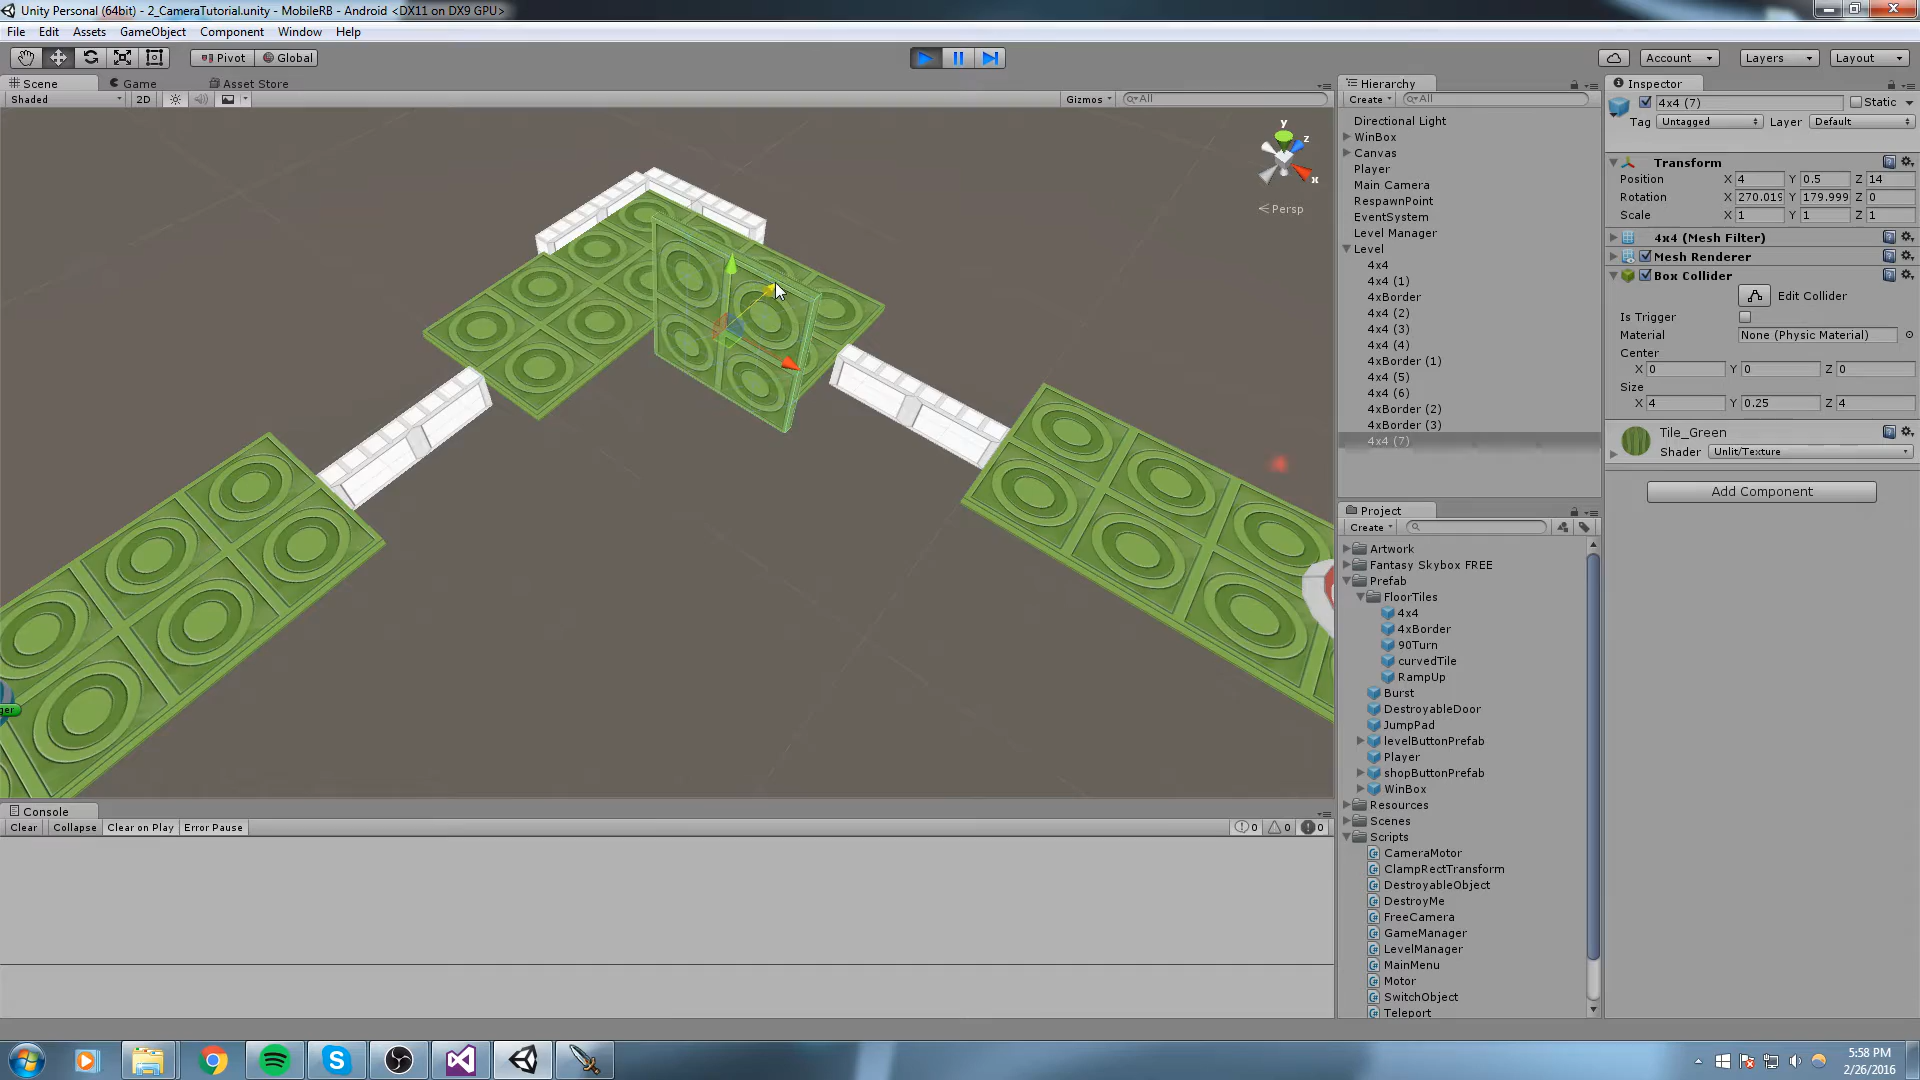 Unity Personal (64bit) - 2_CameraTutorial.unity - MobileRB - Android <DX11 on DX9 GPU>
File Edit Assets GameObject Component Window Help
Pivot Global
Account Layers Layout
Scene Game Asset Store
Shaded 2D Gizmos All
y
z
x
Persp
ger
Hierarchy
Create All
Directional Light
WinBox
Canvas
Player
Main Camera
RespawnPoint
EventSystem
Level Manager
Level
4x4
4x4 (1)
4xBorder
4x4 (2)
4x4 (3)
4x4 (4)
4xBorder (1)
4x4 (5)
4x4 (6)
4xBorder (2)
4xBorder (3)
4x4 (7)
Project
Create
Artwork
Fantasy Skybox FREE
Prefab
FloorTiles
4x4
4xBorder
90Turn
curvedTile
RampUp
Burst
DestroyableDoor
JumpPad
levelButtonPrefab
Player
shopButtonPrefab
WinBox
Resources
Scenes
Scripts
CameraMotor
ClampRectTransform
DestroyableObject
DestroyMe
FreeCamera
GameManager
LevelManager
MainMenu
Motor
SwitchObject
Teleport
Inspector
4x4 (7) Static
Tag Untagged Layer Default
Transform
Position X 4 Y 0.5 Z 14
Rotation X 270.019 Y 179.999 Z 0
Scale X 1 Y 1 Z 1
4x4 (Mesh Filter)
Mesh Renderer
Box Collider
Edit Collider
Is Trigger
Material None (Physic Material)
Center
X 0 Y 0 Z 0
Size
X 4 Y 0.25 Z 4
Tile_Green
Shader Unlit/Texture
Add Component
Console
Clear Collapse Clear on Play Error Pause 0 0 0
5:58 PM
2/26/2016